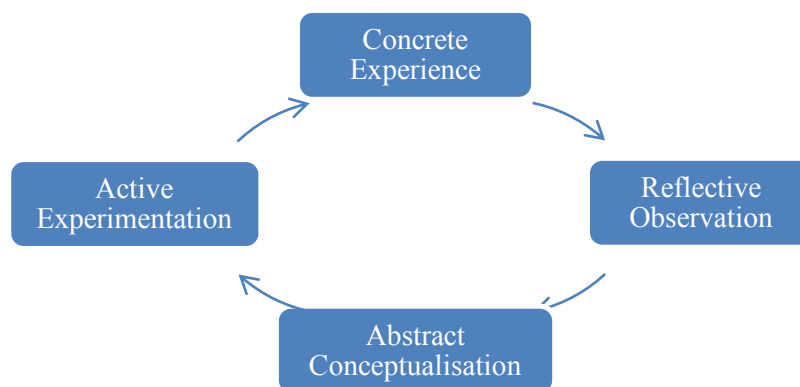 Concrete
Experience
Reflective
Observation
Abstract
Conceptualisation
Active
Experimentation